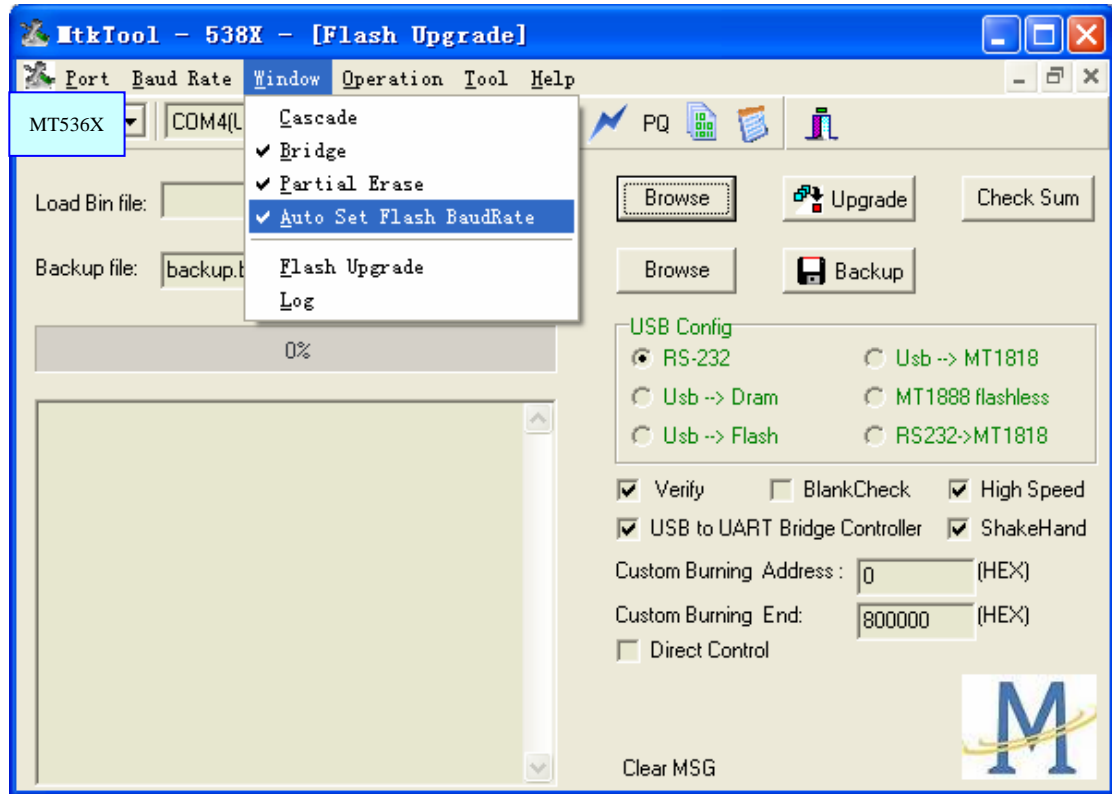 MtkTool - 538X - [Flash Upgrade]
Port Baud Rate Window Operation Tool Help
MT536X
COM4(
PQ
Cascade
Bridge
Partial Erase
Auto Set Flash BaudRate
Flash Upgrade
Log
Load Bin file:
Browse
Upgrade
Check Sum
Backup file:
backup.
Browse
Backup
0%
USB Config
RS-232
Usb --> MT1818
Usb --> Dram
MT1888 flashless
Usb --> Flash
RS232->MT1818
Verify
BlankCheck
High Speed
USB to UART Bridge Controller
ShakeHand
Custom Burning Address : 0 (HEX)
Custom Burning End: 800000 (HEX)
Direct Control
M
Clear MSG